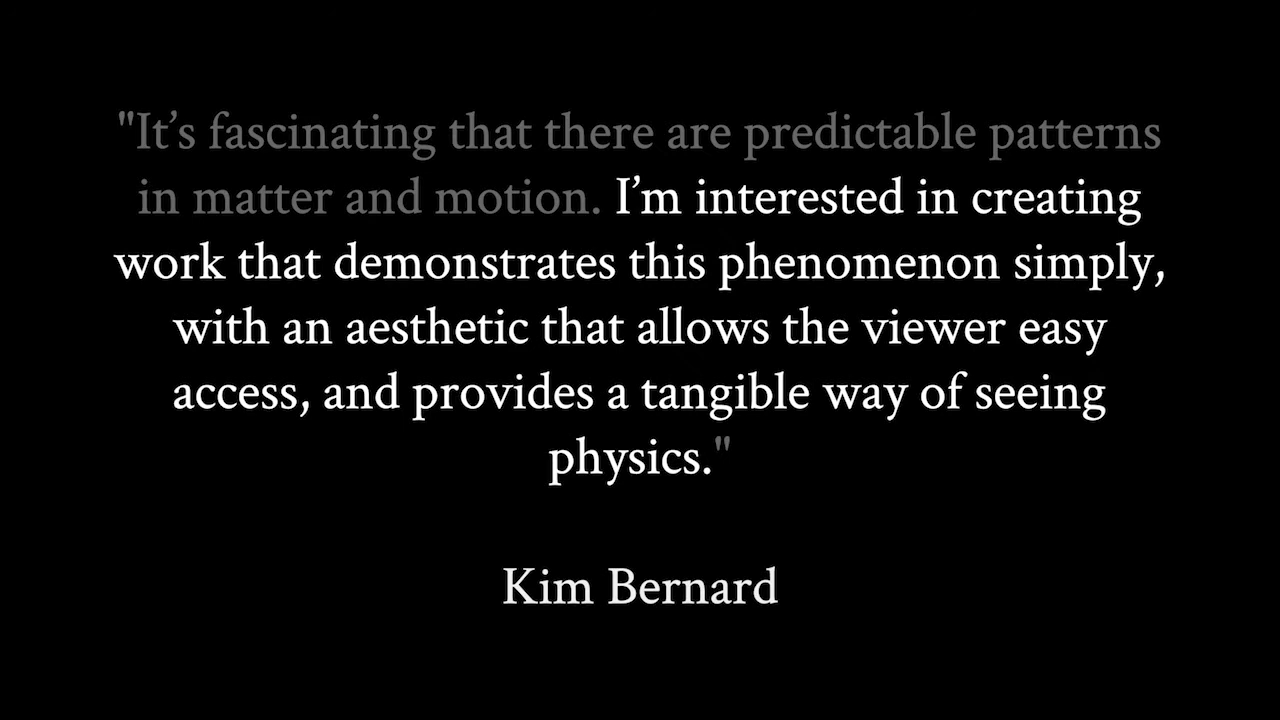 "It’s fascinating that there are predictable patterns
in matter and motion. I’m interested in creating
work that demonstrates this phenomenon simply,
with an aesthetic that allows the viewer easy
access, and provides a tangible way of seeing
physics."
Kim Bernard